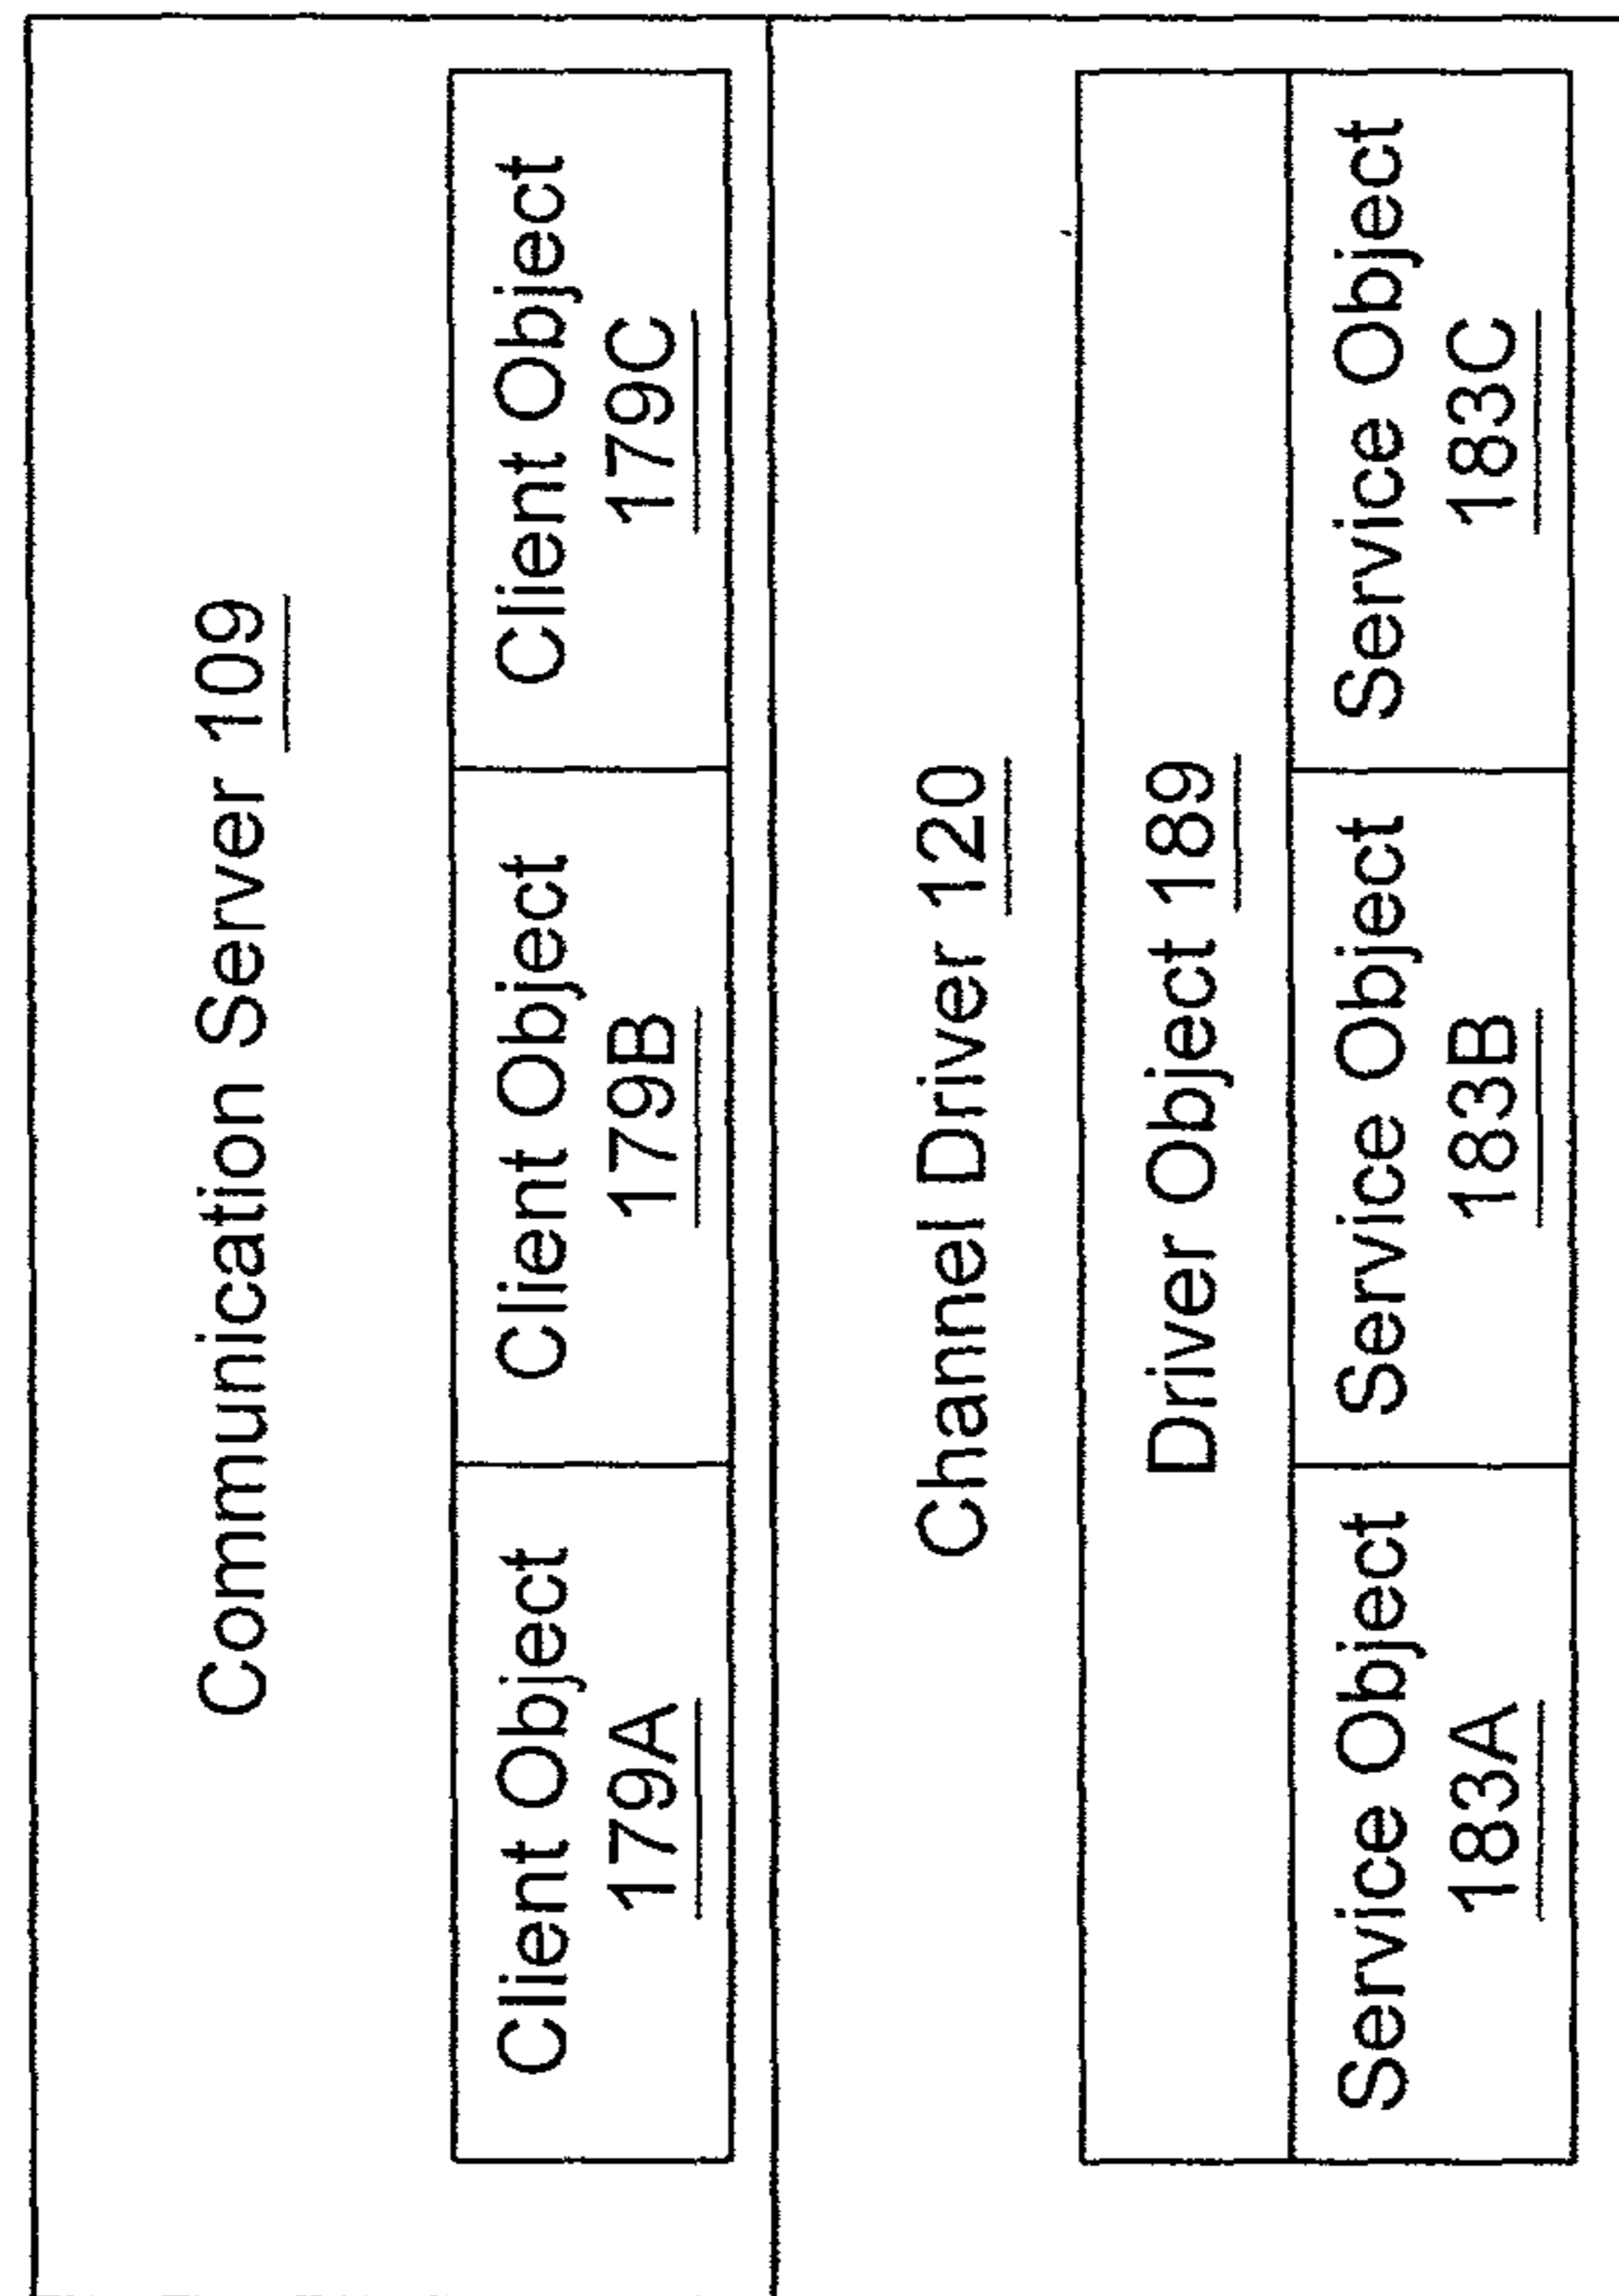 Communication Server 109
Client Object
179A
Client Object
179B
Client Object
179C
Channel Driver 120
Driver Object 189
Service Object
183A
Service Object
183B
Service Object
183C